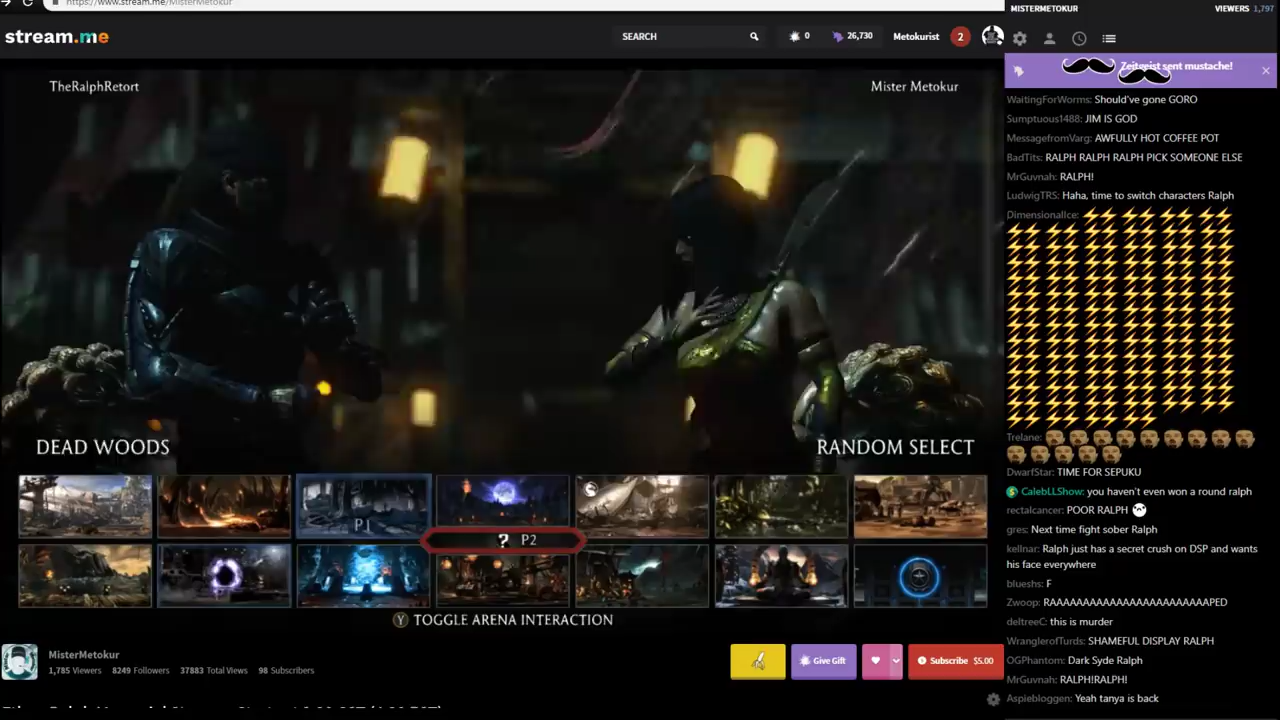 https://www.stream.me/MisterMetokur
MISTERMETOKUR
VIEWERS 1,797
stream.me
SEARCH
0
26,730
Metokurist
2
Zeitgeist sent mustache!
TheRalphRetort
Mister Metokur
WaitingForWorms: Should've gone GORO
Sumptuous1488: JIM IS GOD
MessagefromVarg: AWFULLY HOT COFFEE POT
BadTits: RALPH RALPH RALPH PICK SOMEONE ELSE
MrGuvnah: RALPH!
LudwigTRS: Haha, time to switch characters Ralph
DimensionalIce:
Trelane:
DwarfStar: TIME FOR SEPUKU
CalebLLShow: you haven't even won a round ralph
rectalcancer: POOR RALPH
gres: Next time fight sober Ralph
kellnar: Ralph just has a secret crush on DSP and wants
his face everywhere
blueshs: F
Zwoop: RAAAAAAAAAAAAAAAAAAAAAAAAPED
deltreeC: this is murder
WranglerofTurds: SHAMEFUL DISPLAY RALPH
OGPhantom: Dark Syde Ralph
MrGuvnah: RALPH!RALPH!
Aspiebloggen: Yeah tanya is back
DEAD WOODS
RANDOM SELECT
P1
? P2
Y TOGGLE ARENA INTERACTION
MisterMetokur
1,785 Viewers 8249 Followers 37883 Total Views 98 Subscribers
Give Gift
Subscribe $5.00